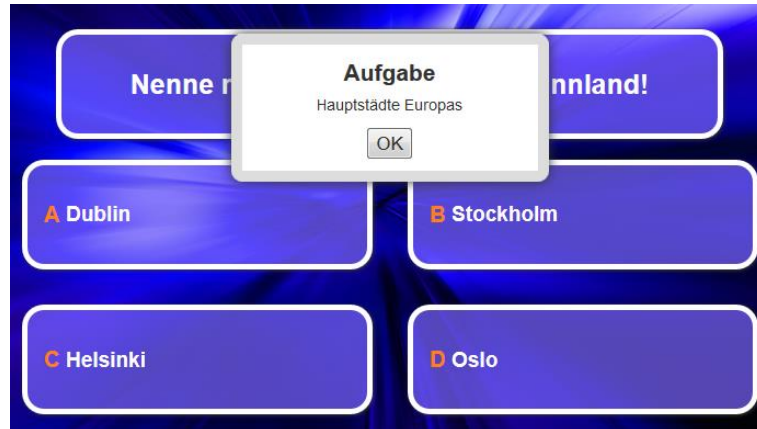 Nenne
nnland!
Aufgabe
Hauptstädte Europas
OK
A Dublin
B Stockholm
C Helsinki
D Oslo